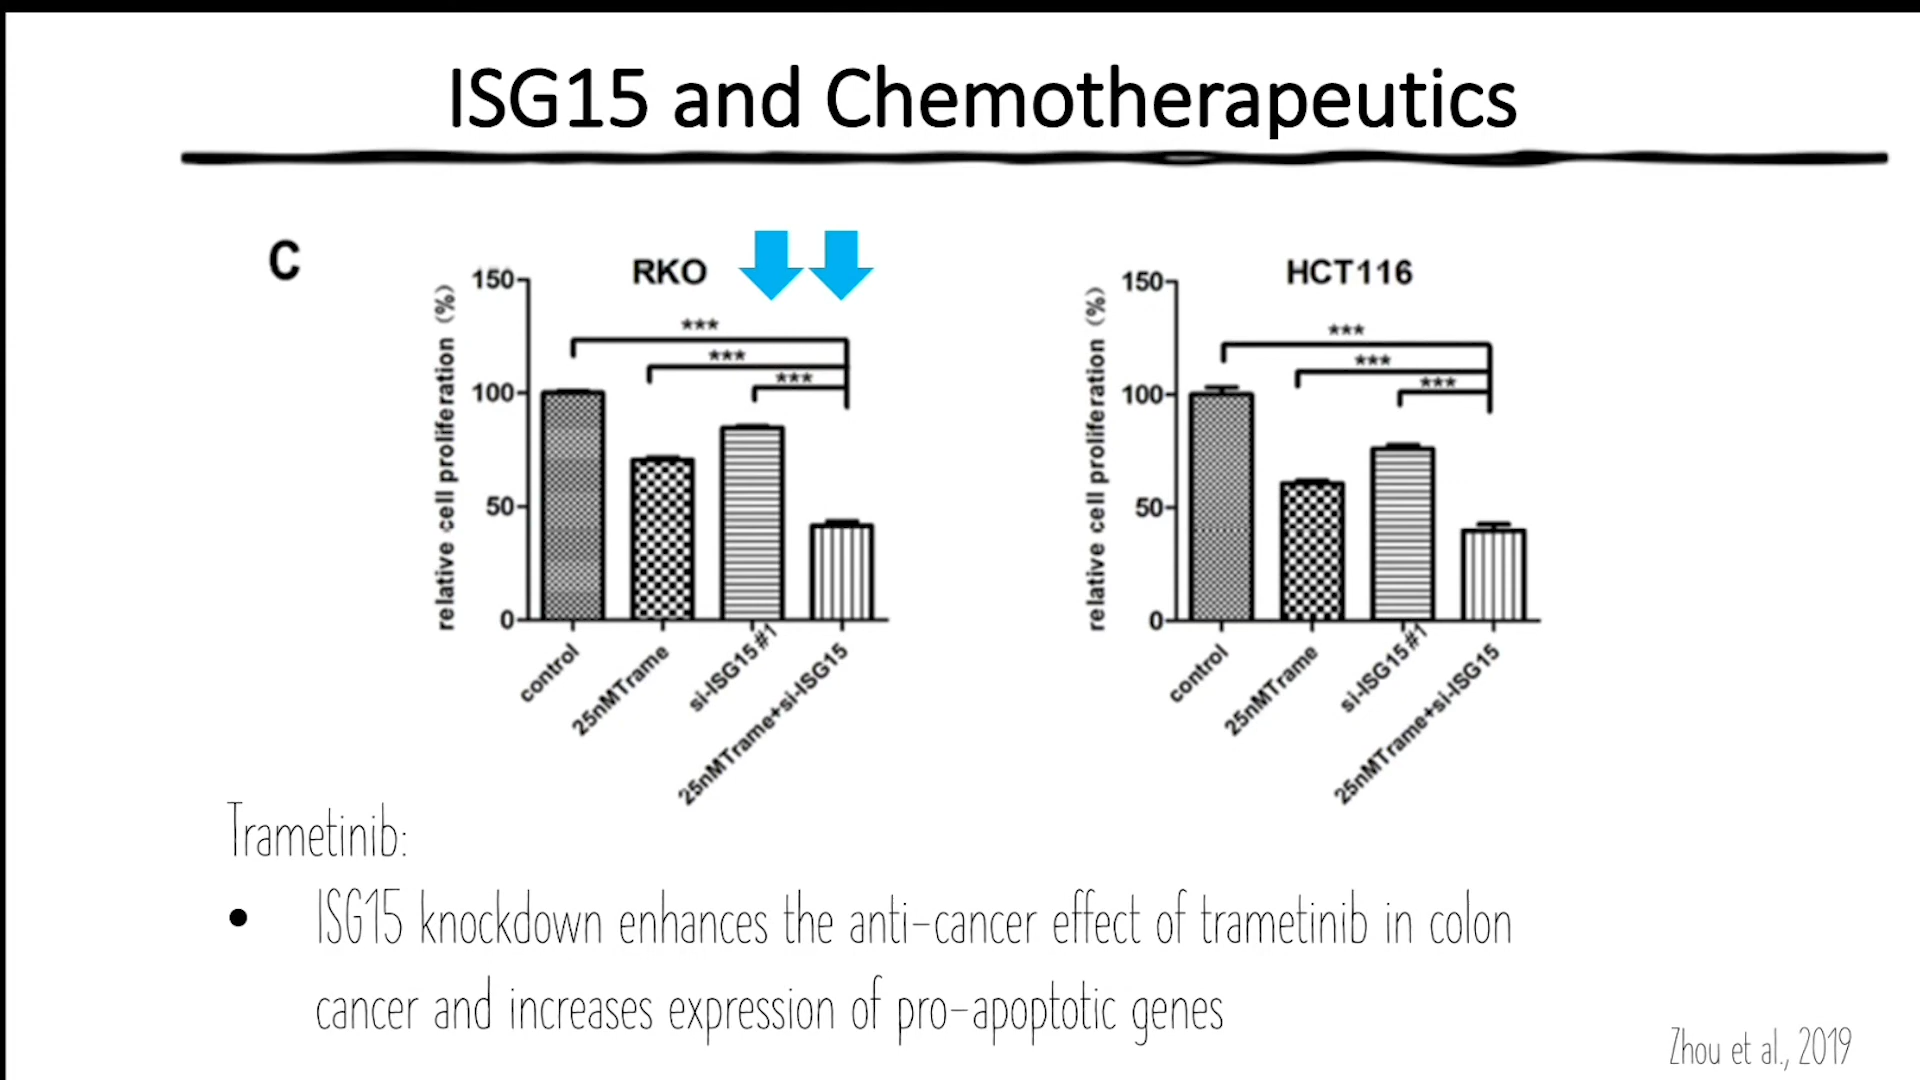 ISG15 and Chemotherapeutics
C
RKO
relative cell proliferation (%)
150
100
50
0
***
***
***
control
25nMTrame
si-ISG15#1
25nMTrame+si-ISG15
HCT116
relative cell proliferation (%)
150
100
50
0
***
***
***
control
25nMTrame
si-ISG15#1
25nMTrame+si-ISG15
Trametinib:
• ISG15 knockdown enhances the anti-cancer effect of trametinib in colon
cancer and increases expression of pro-apoptotic genes
Zhou et al., 2019